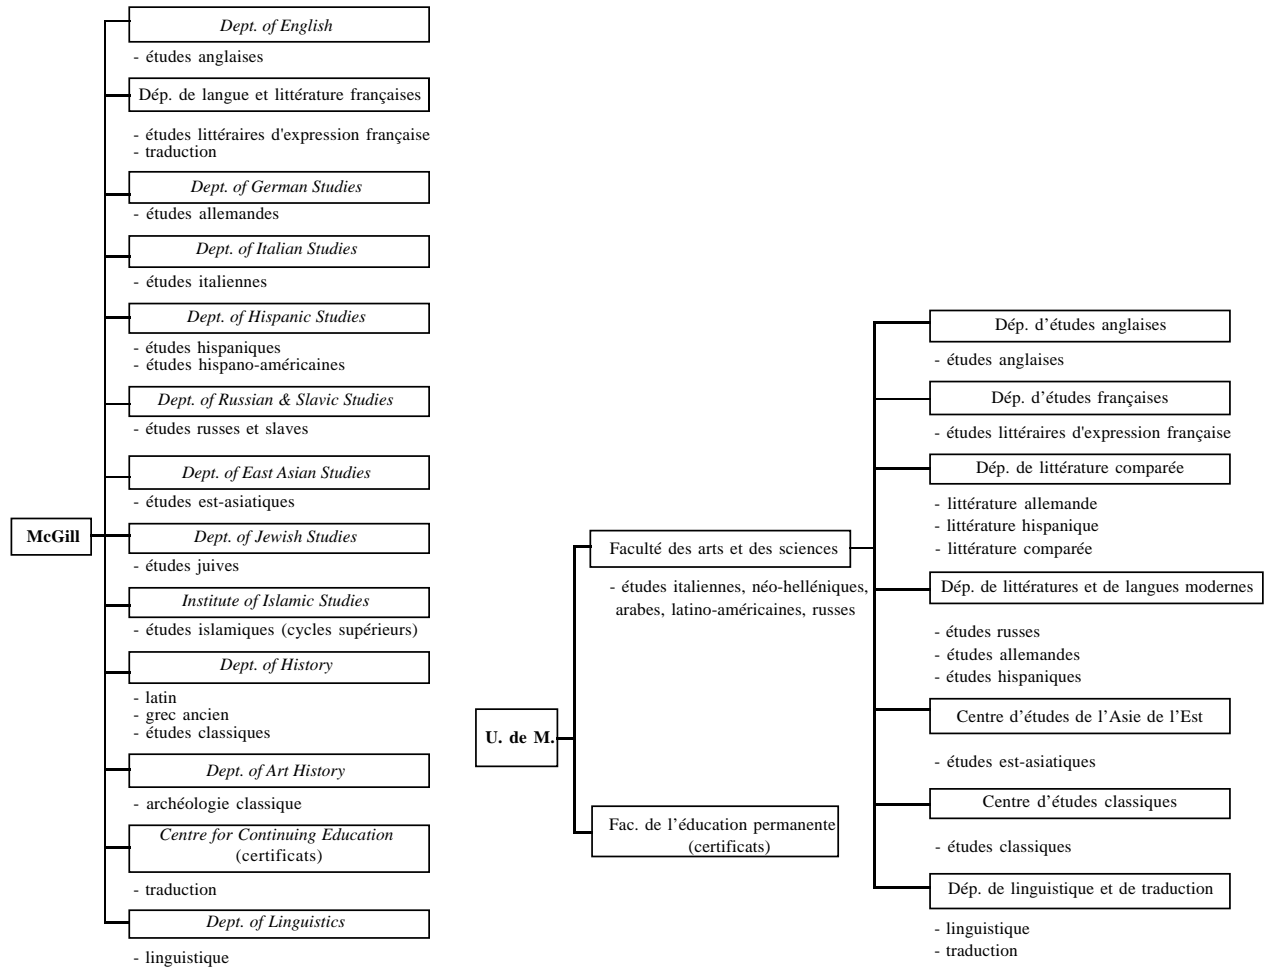 McGill
Dept. of English
- études anglaises
Dép. de langue et littérature françaises
- études littéraires d'expression française
- traduction
Dept. of German Studies
- études allemandes
Dept. of Italian Studies
- études italiennes
Dept. of Hispanic Studies
- études hispaniques
- études hispano-américaines
Dept. of Russian & Slavic Studies
- études russes et slaves
Dept. of East Asian Studies
- études est-asiatiques
Dept. of Jewish Studies
- études juives
Institute of Islamic Studies
- études islamiques (cycles supérieurs)
Dept. of History
- latin
- grec ancien
- études classiques
Dept. of Art History
- archéologie classique
Centre for Continuing Education
(certificats)
- traduction
Dept. of Linguistics
- linguistique
U. de M.
Faculté des arts et des sciences
- études italiennes, néo-helléniques,
arabes, latino-américaines, russes
Fac. de l’éducation permanente
(certificats)
Dép. d’études anglaises
- études anglaises
Dép. d’études françaises
- études littéraires d'expression française
Dép. de littérature comparée
- littérature allemande
- littérature hispanique
- littérature comparée
Dép. de littératures et de langues modernes
- études russes
- études allemandes
- études hispaniques
Centre d’études de l’Asie de l’Est
- études est-asiatiques
Centre d’études classiques
- études classiques
Dép. de linguistique et de traduction
- linguistique
- traduction